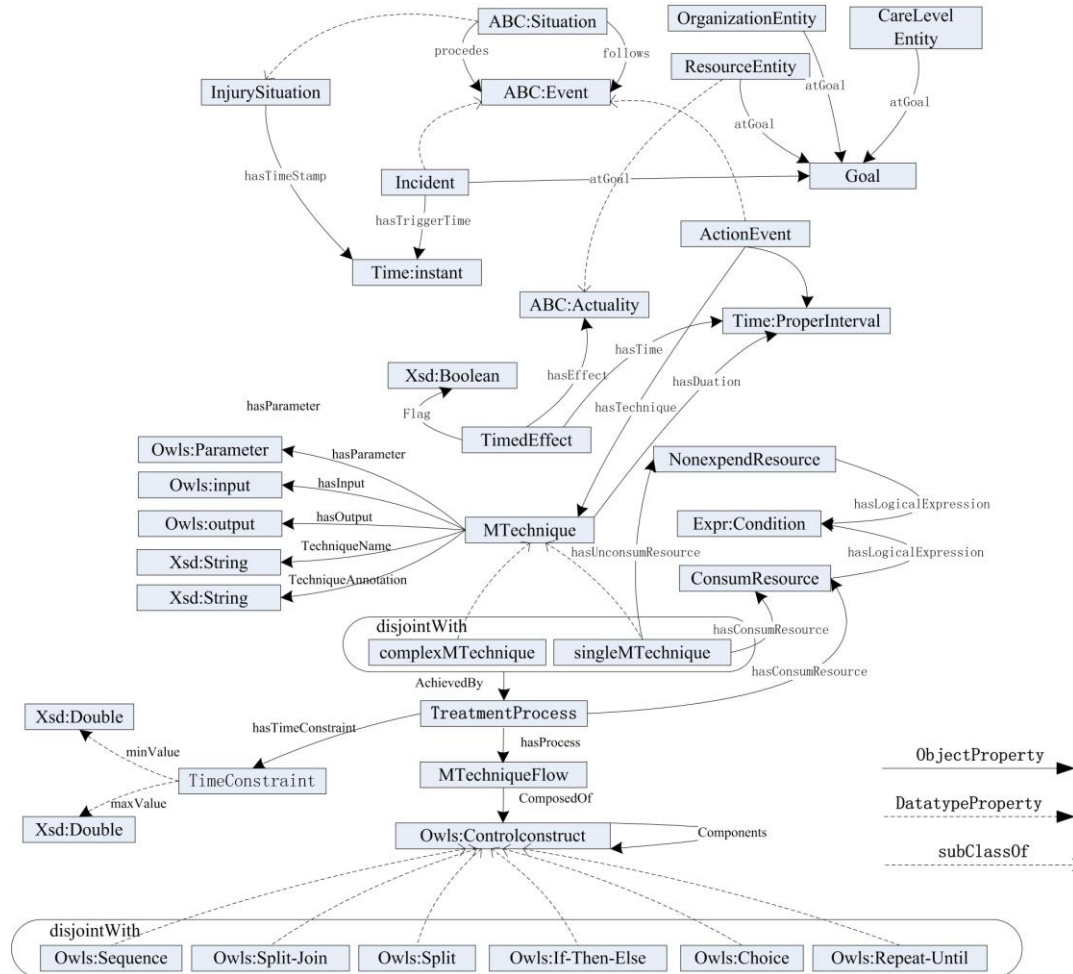 ABC:Situation
OrganizationEntity
CareLevel
Entity
procedes
follows
ResourceEntity
InjurySituation
ABC:Event
atGoal
atGoal
atGoal
hasTimeStamp
Incident
atGoal
Goal
hasTriggerTime
ActionEvent
Time:instant
ABC:Actuality
Time:ProperInterval
hasTime
Xsd:Boolean
hasEffect
hasDuation
hasParameter
Flag
hasTechnique
TimedEffect
Owls:Parameter
hasParameter
NonexpendResource
Owls:input
hasInput
hasLogicalExpression
Owls:output
hasOutput
MTechnique
Expr:Condition
TechniqueName
hasUnconsumResource
hasLogicalExpression
Xsd:String
TechniqueAnnotation
ConsumResource
Xsd:String
disjointWith
hasConsumResource
complexMTechnique
singleMTechnique
hasConsumResource
AchievedBy
Xsd:Double
TreatmentProcess
hasTimeConstraint
minValue
hasProcess
ObjectProperty
TimeConstraint
MTechniqueFlow
maxValue
ComposedOf
DatatypeProperty
Xsd:Double
Owls:Controlconstruct
Components
subClassOf
disjointWith
Owls:Sequence
Owls:Split-Join
Owls:Split
Owls:If-Then-Else
Owls:Choice
Owls:Repeat-Until